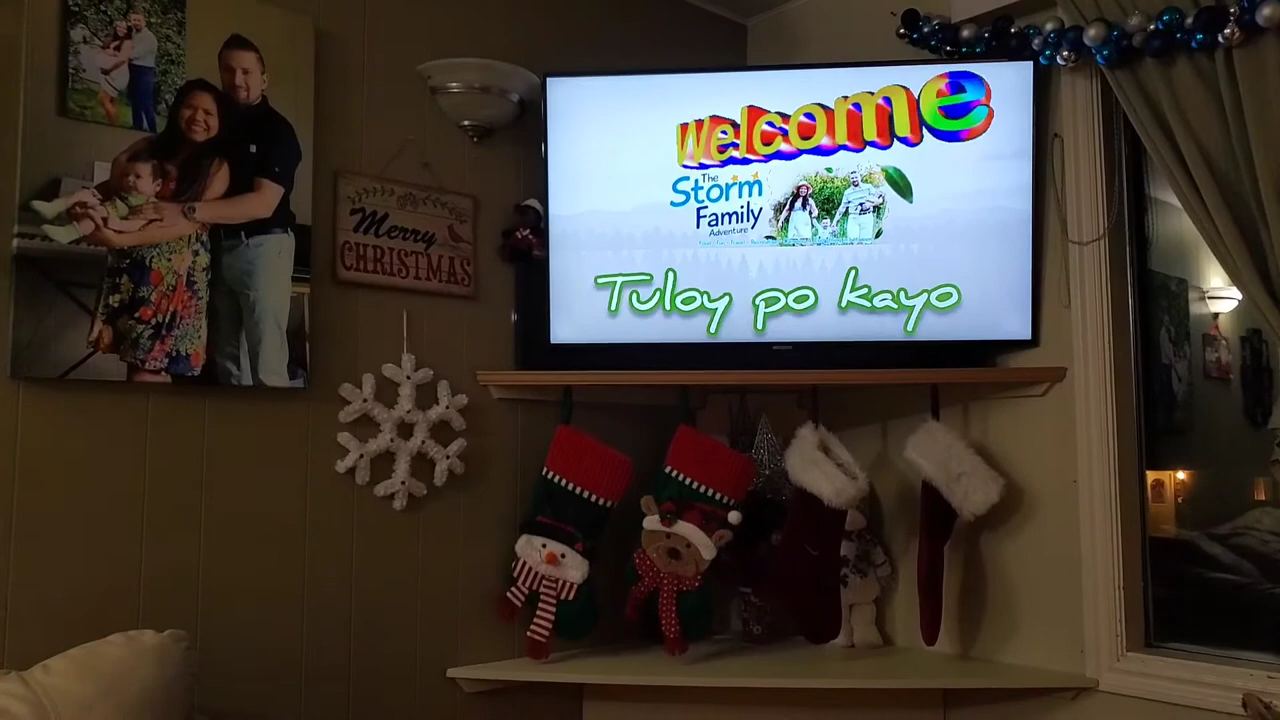 Merry
CHRISTMAS
Welcome
The
Storm
Family
Adventure
Tuloy po kayo